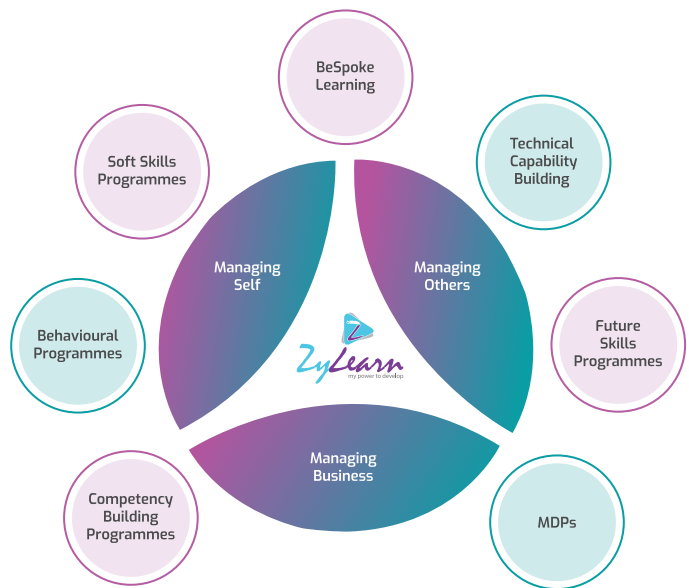 BeSpoke
Learning
Technical
Capability
Building
Soft Skills
Programmes
Managing
Self
Managing
Others
Behavioural
Programmes
Future
Skills
Programmes
ZyLearn
my power to develop
Managing
Business
Competency
Building
Programmes
MDPs